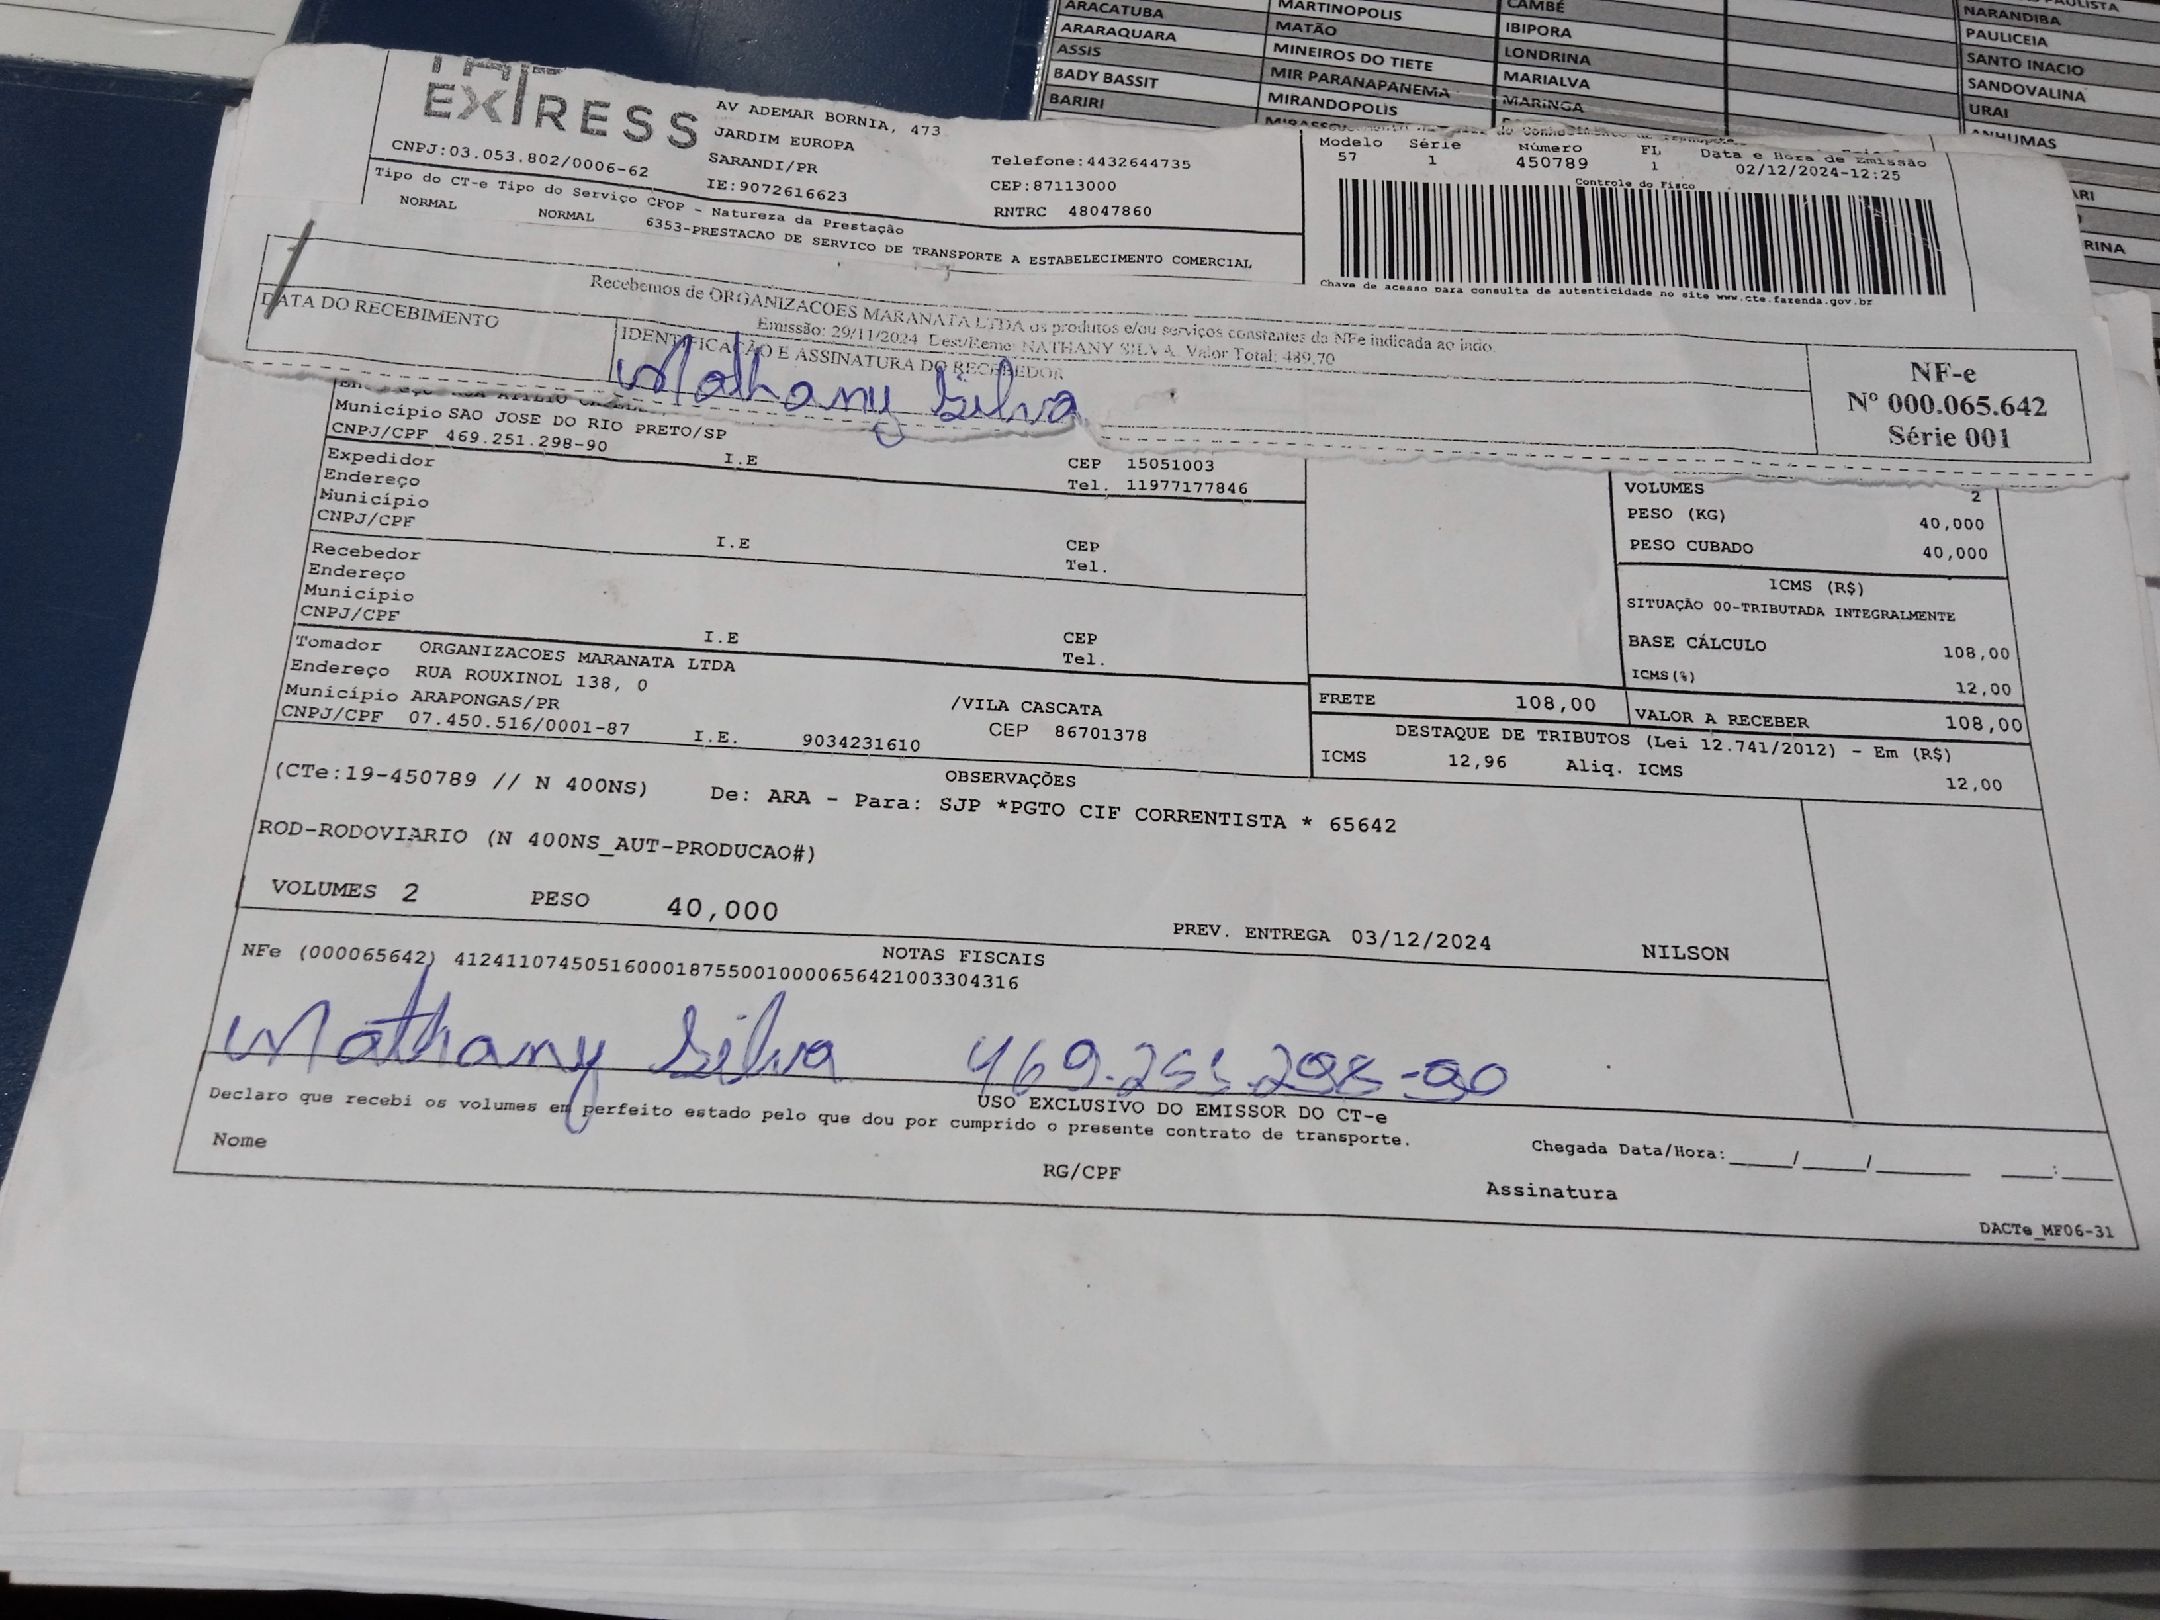 ARACATUBA MARTINOPOLIS CAMBÉ PAULISTA
ARARAQUARA MATÃO IBIPORA NARANDIBA
ASSIS MINEIROS DO TIETE LONDRINA PAULICEIA
BADY BASSIT MIR PARANAPANEMA MARIALVA SANTO INACIO
BARIRI MIRANDOPOLIS MARINGA SANDOVALINA
URAI
ANHUMAS
EXPRESS
AV ADEMAR BORNIA, 473
JARDIM EUROPA
CNPJ:03.053.802/0006-62 SARANDI/PR Telefone:4432644735
IE:9072616623 CEP:87113000
RNTRC 48047860
Modelo Série Número FL Data e Hora de Emissão
57 1 450789 1 02/12/2024-12:25
Controle do Fisco
Tipo do CT-e Tipo do Serviço CFOP - Natureza da Prestação
NORMAL NORMAL 6353-PRESTACAO DE SERVICO DE TRANSPORTE A ESTABELECIMENTO COMERCIAL
Chave de acesso para consulta de autenticidade no site www.cte.fazenda.gov.br
Recebemos de ORGANIZACOES MARANATA LTDA os produtos e/ou serviços constantes da NFe indicada ao lado.
Emissão: 29/11/2024 Dest/Reme: NATHANY SILVA Valor Total: 489,70
DATA DO RECEBIMENTO IDENTIFICAÇÃO E ASSINATURA DO RECEBEDOR
Nathany Silva
NF-e
Nº 000.065.642
Série 001
Município SAO JOSE DO RIO PRETO/SP
CNPJ/CPF 469.251.298-90 I.E CEP 15051003
Tel. 11977177846
Expedidor
Endereço
Município
CNPJ/CPF I.E CEP
Tel.
Recebedor
Endereço
Município
CNPJ/CPF I.E CEP
Tel.
Tomador ORGANIZACOES MARANATA LTDA
Endereço RUA ROUXINOL 138, 0 /VILA CASCATA
Município ARAPONGAS/PR CEP 86701378
CNPJ/CPF 07.450.516/0001-87 I.E. 9034231610
VOLUMES 2
PESO (KG) 40,000
PESO CUBADO 40,000
ICMS (R$)
SITUAÇÃO 00-TRIBUTADA INTEGRALMENTE
BASE CÁLCULO 108,00
ICMS(%) 12,00
FRETE 108,00 VALOR A RECEBER 108,00
DESTAQUE DE TRIBUTOS (Lei 12.741/2012) - Em (R$)
ICMS 12,96 Aliq. ICMS 12,00
OBSERVAÇÕES
(CTe:19-450789 // N 400NS) De: ARA - Para: SJP *PGTO CIF CORRENTISTA * 65642
ROD-RODOVIARIO (N 400NS_AUT-PRODUCAO#)
VOLUMES 2 PESO 40,000 PREV. ENTREGA 03/12/2024 NILSON
NOTAS FISCAIS
NFe (000065642) 41241107450516000187550010000656421003304316
Nathany Silva 469.251.298-90
USO EXCLUSIVO DO EMISSOR DO CT-e
Declaro que recebi os volumes em perfeito estado pelo que dou por cumprido o presente contrato de transporte.
Chegada Data/Hora:_____/_____/________ ____:____
Nome RG/CPF Assinatura
DACTe_MF06-31